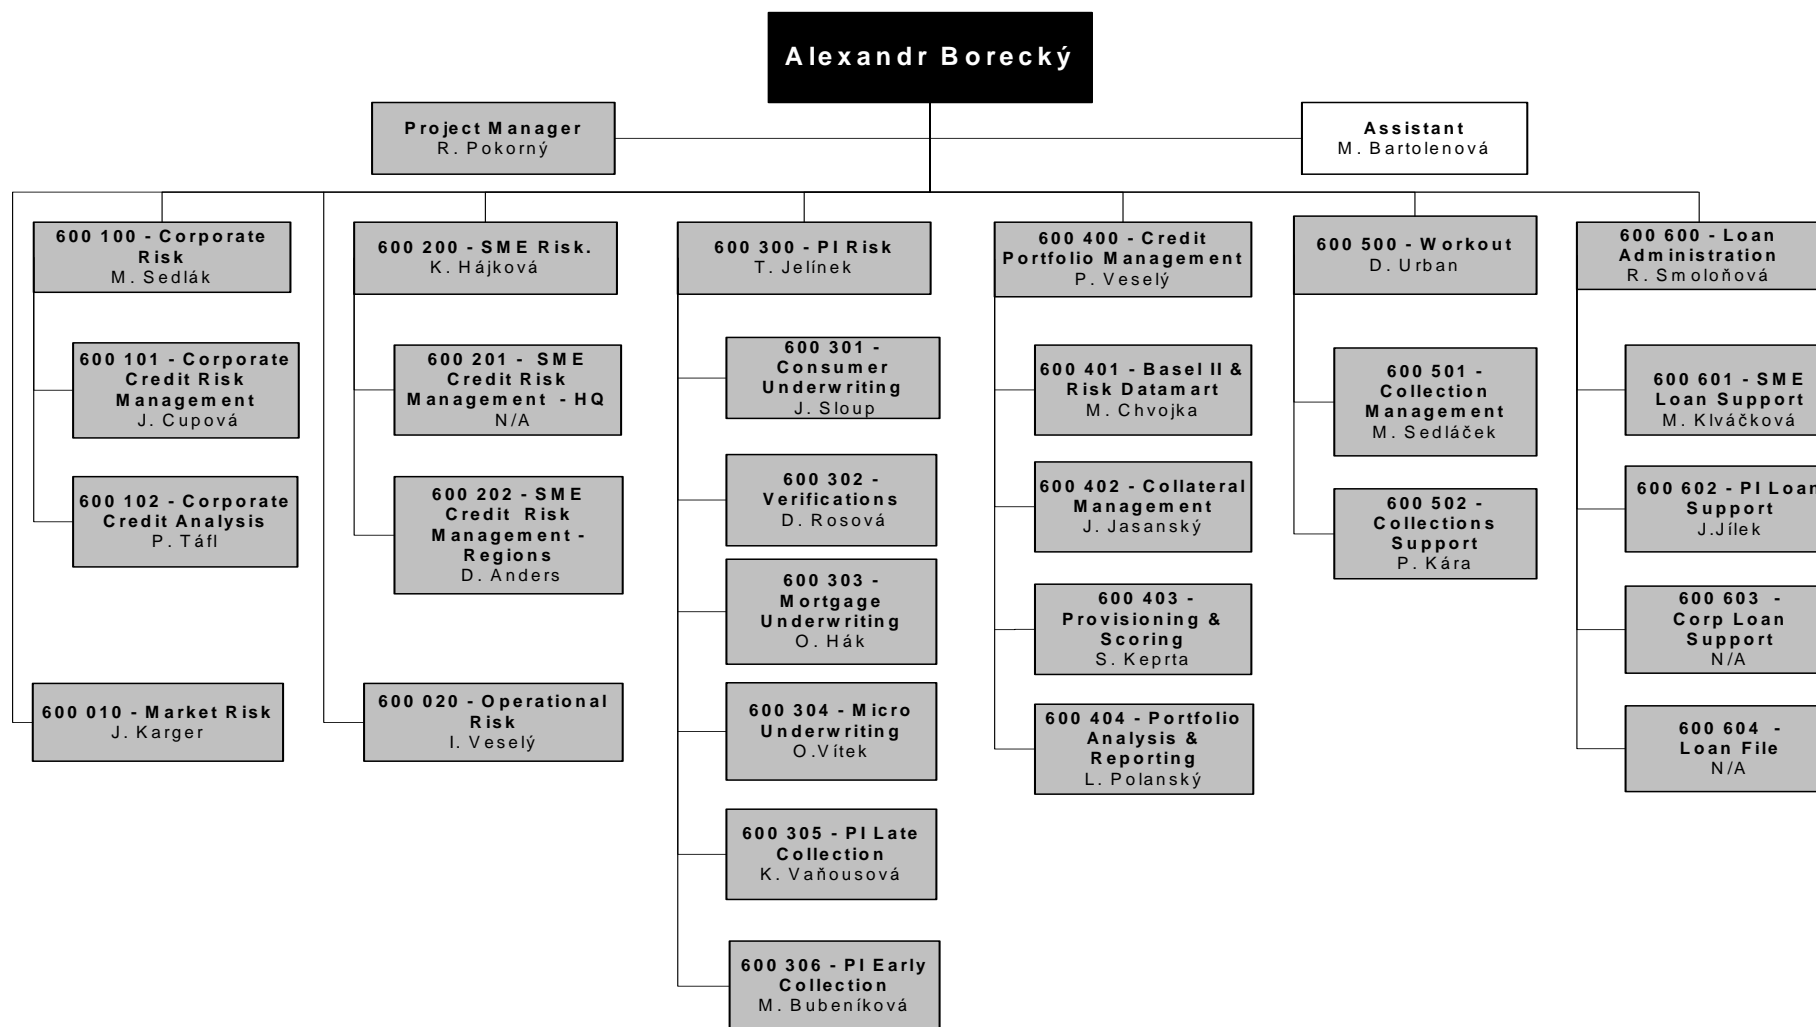 Alexandr Borecký
Project Manager
R. Pokorný
Assistant
M. Bartolenová
600 100 - Corporate
Risk
M. Sedlák
600 200 - SME Risk.
K. Hájková
600 300 - PI Risk
T. Jelínek
600 400 - Credit
Portfolio Management
P. Veselý
600 500 - Workout
D. Urban
600 600 - Loan
Administration
R. Smoloňová
600 101 - Corporate
Credit Risk
Management
J. Cupová
600 102 - Corporate
Credit Analysis
P. Táfl
600 010 - Market Risk
J. Karger
600 201 - SME
Credit Risk
Management - HQ
N/A
600 202 - SME
Credit Risk
Management -
Regions
D. Anders
600 020 - Operational
Risk
I. Veselý
600 301 -
Consumer
Underwriting
J. Sloup
600 302 -
Verifications
D. Rosová
600 303 -
Mortgage
Underwriting
O. Hák
600 304 - Micro
Underwriting
O.Vítek
600 305 - PI Late
Collection
K. Vaňousová
600 306 - PI Early
Collection
M. Bubeníková
600 401 - Basel II &
Risk Datamart
M. Chvojka
600 402 - Collateral
Management
J. Jasanský
600 403 -
Provisioning &
Scoring
S. Keprta
600 404 - Portfolio
Analysis &
Reporting
L. Polanský
600 501 -
Collection
Management
M. Sedláček
600 502 -
Collections
Support
P. Kára
600 601 - SME
Loan Support
M. Klváčková
600 602 - PI Loan
Support
J.Jílek
600 603 -
Corp Loan
Support
N/A
600 604 -
Loan File
N/A